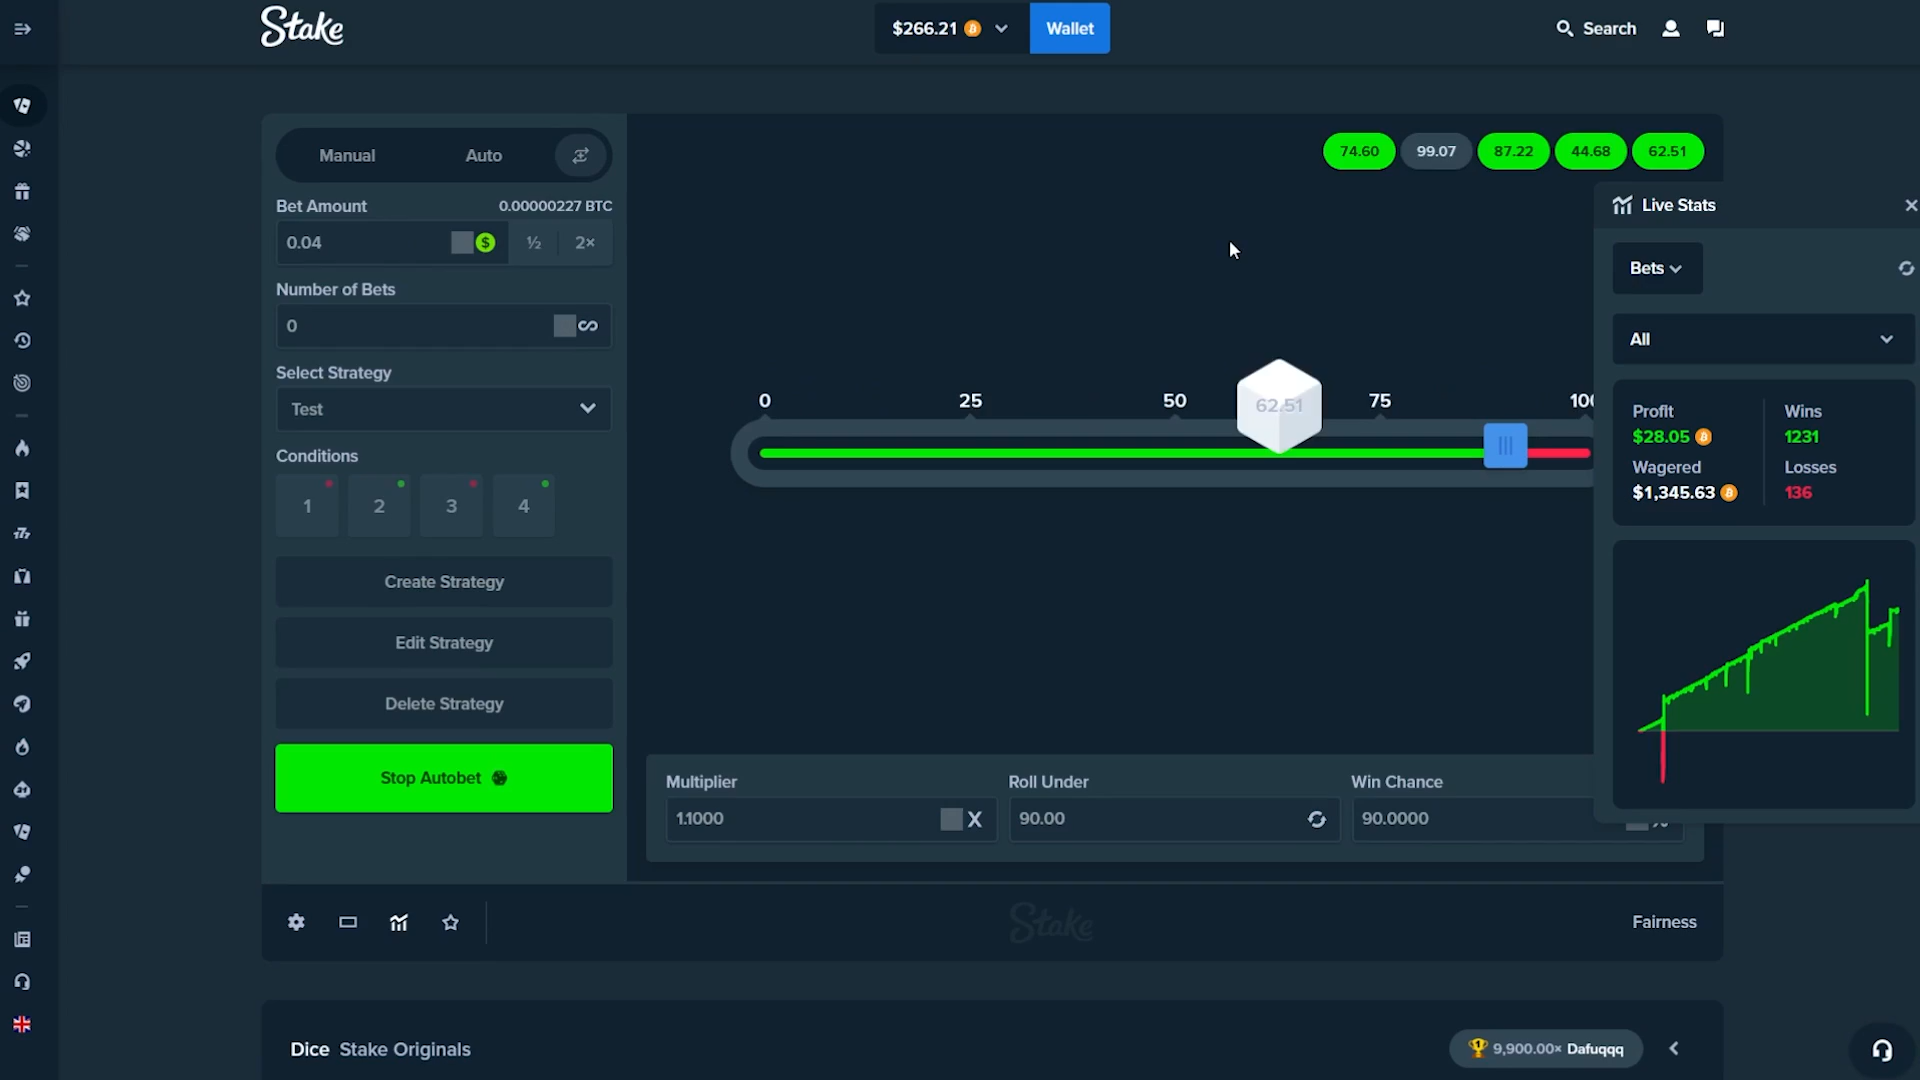 Stake
$266.21
Wallet
Search
Manual
Auto
74.60
99.07
87.22
44.68
62.51
Bet Amount
0.00000227 BTC
0.04
½
2×
Number of Bets
0
∞
Select Strategy
Test
Conditions
1
2
3
4
Create Strategy
Edit Strategy
Delete Strategy
Stop Autobet
0
25
50
75
100
62.51
Multiplier
1.1000
X
Roll Under
90.00
Win Chance
90.0000
%
Live Stats
Bets
All
Profit
$28.05
Wins
1231
Wagered
$1,345.63
Losses
136
Stake
Fairness
Dice Stake Originals
9,900.00× Dafuqqq